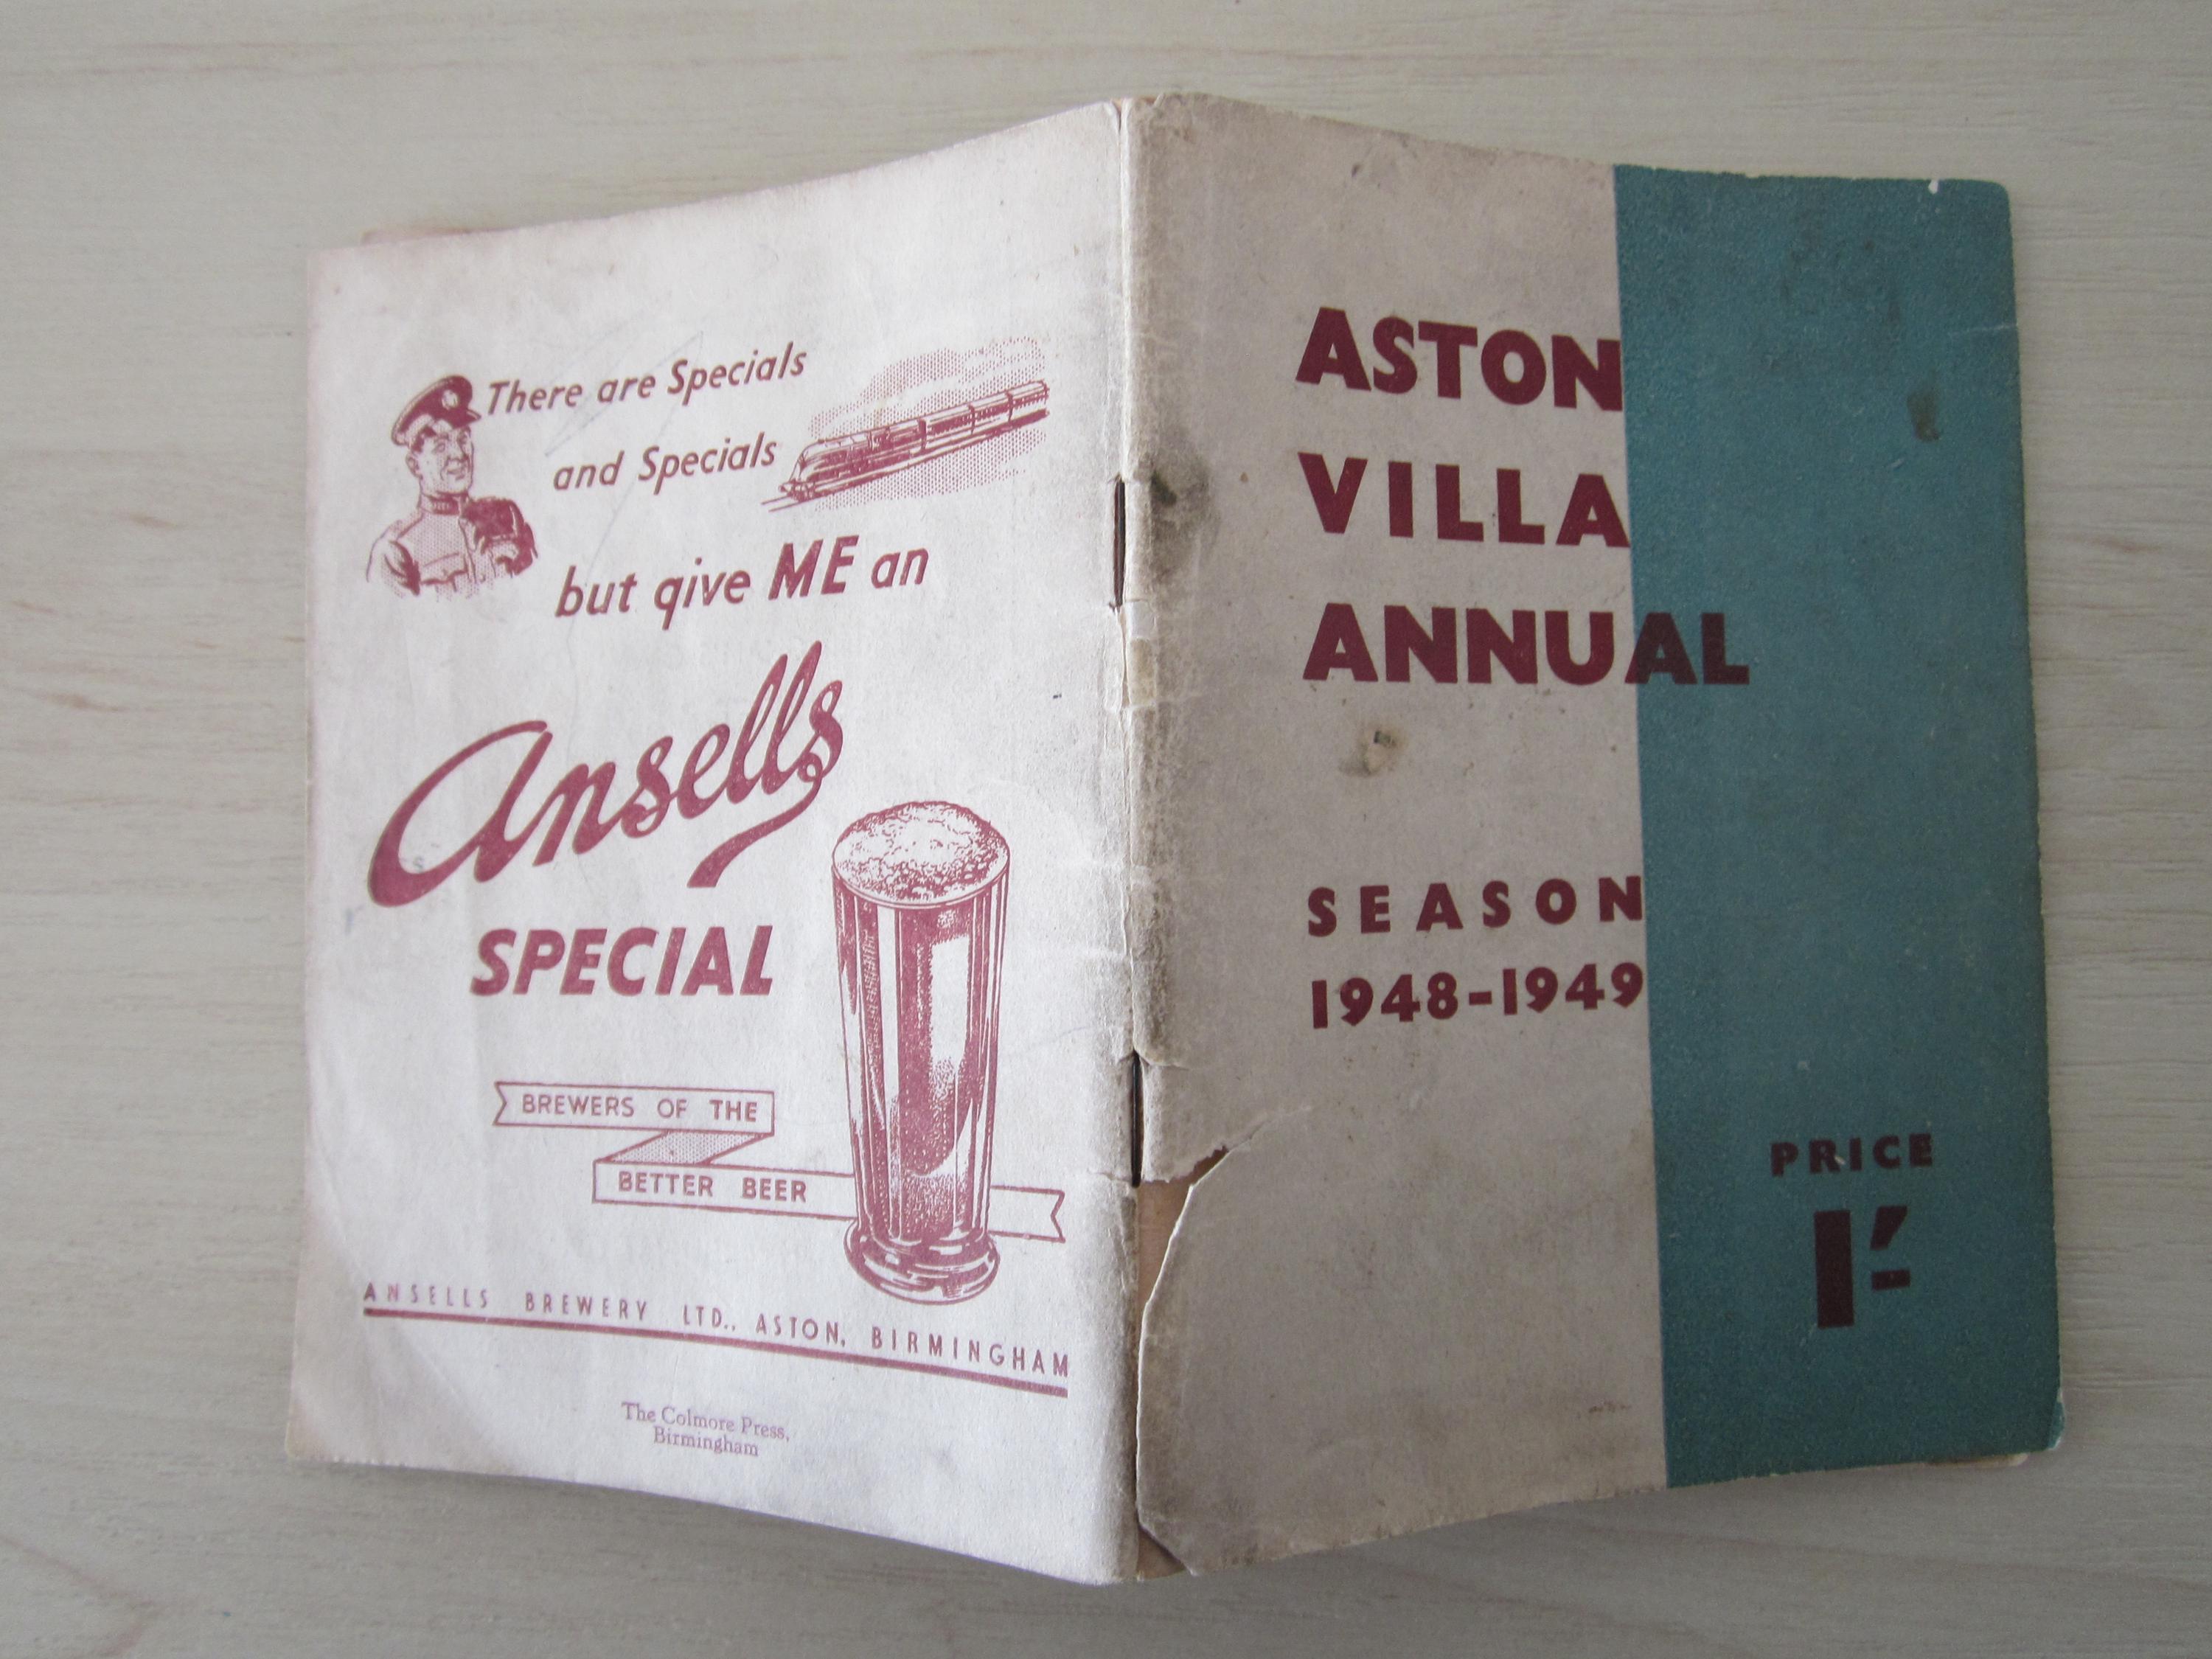 There are Specials
and Specials
but give ME an
Ansells
SPECIAL
BREWERS OF THE
BETTER BEER
ANSELLS BREWERY LTD., ASTON, BIRMINGHAM
The Colmore Press,
Birmingham
ASTON
VILLA
ANNUAL
SEASON
1948-1949
PRICE
1/-